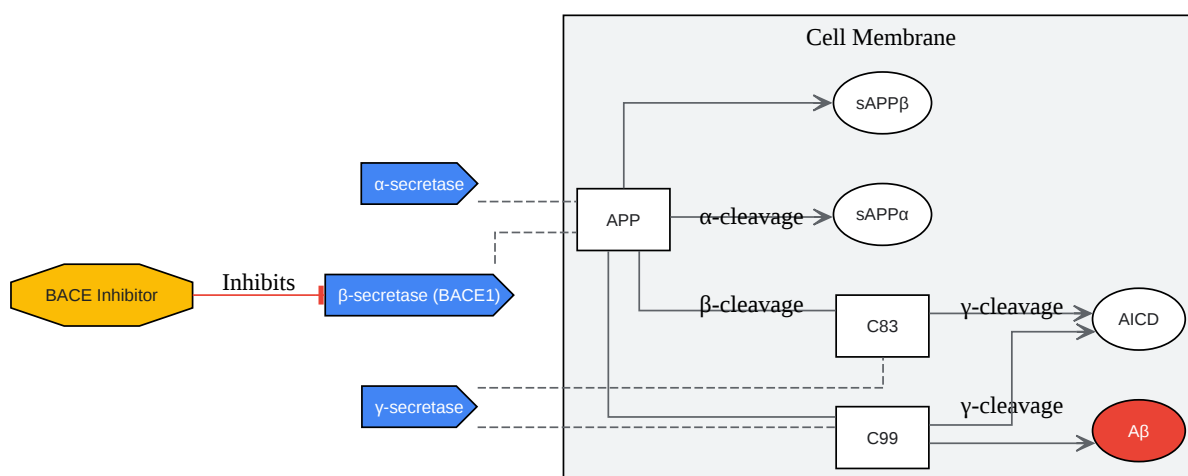 Cell Membrane
sAPPβ
α-secretase
APP
α-cleavage
sAPPα
BACE Inhibitor
Inhibits
β-secretase (BACE1)
β-cleavage
C83
γ-cleavage
AICD
γ-secretase
C99
γ-cleavage
Aβ